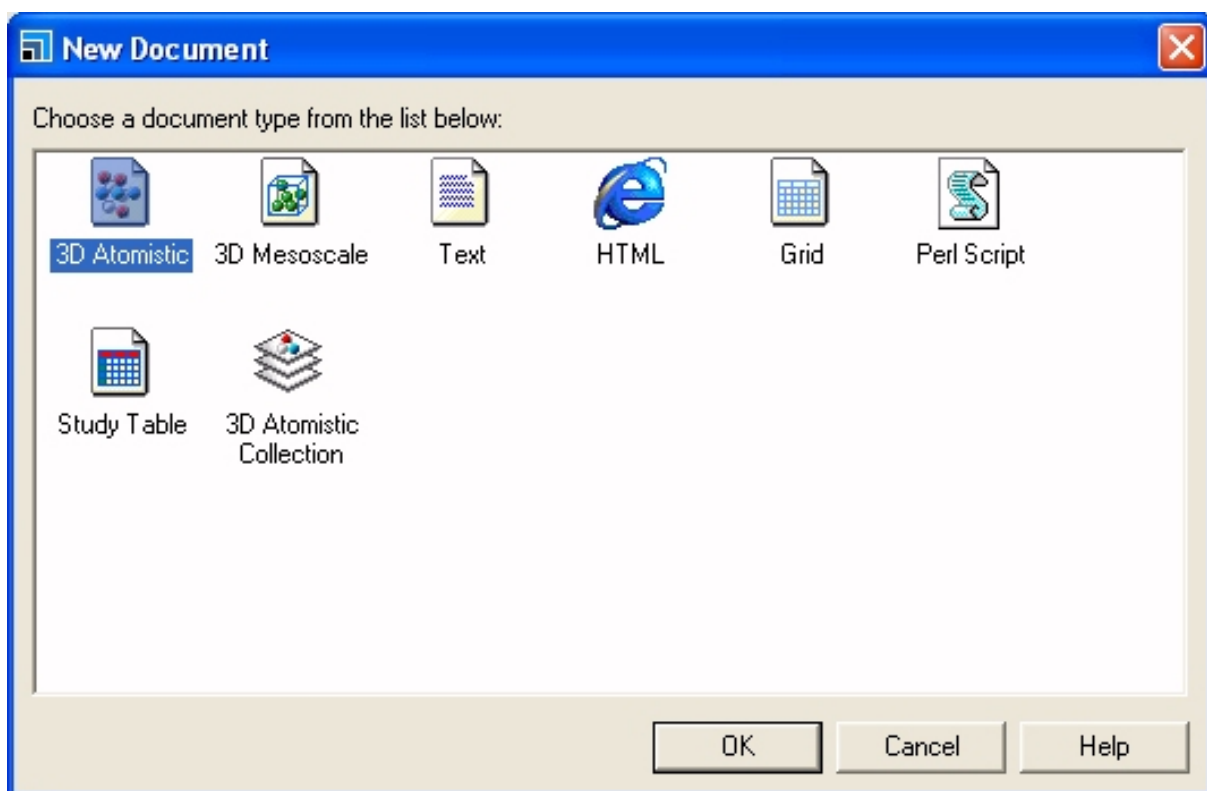 New Document
Choose a document type from the list below:
3D Atomistic
3D Mesoscale
Text
HTML
Grid
Perl Script
Study Table
3D Atomistic
Collection
OK
Cancel
Help